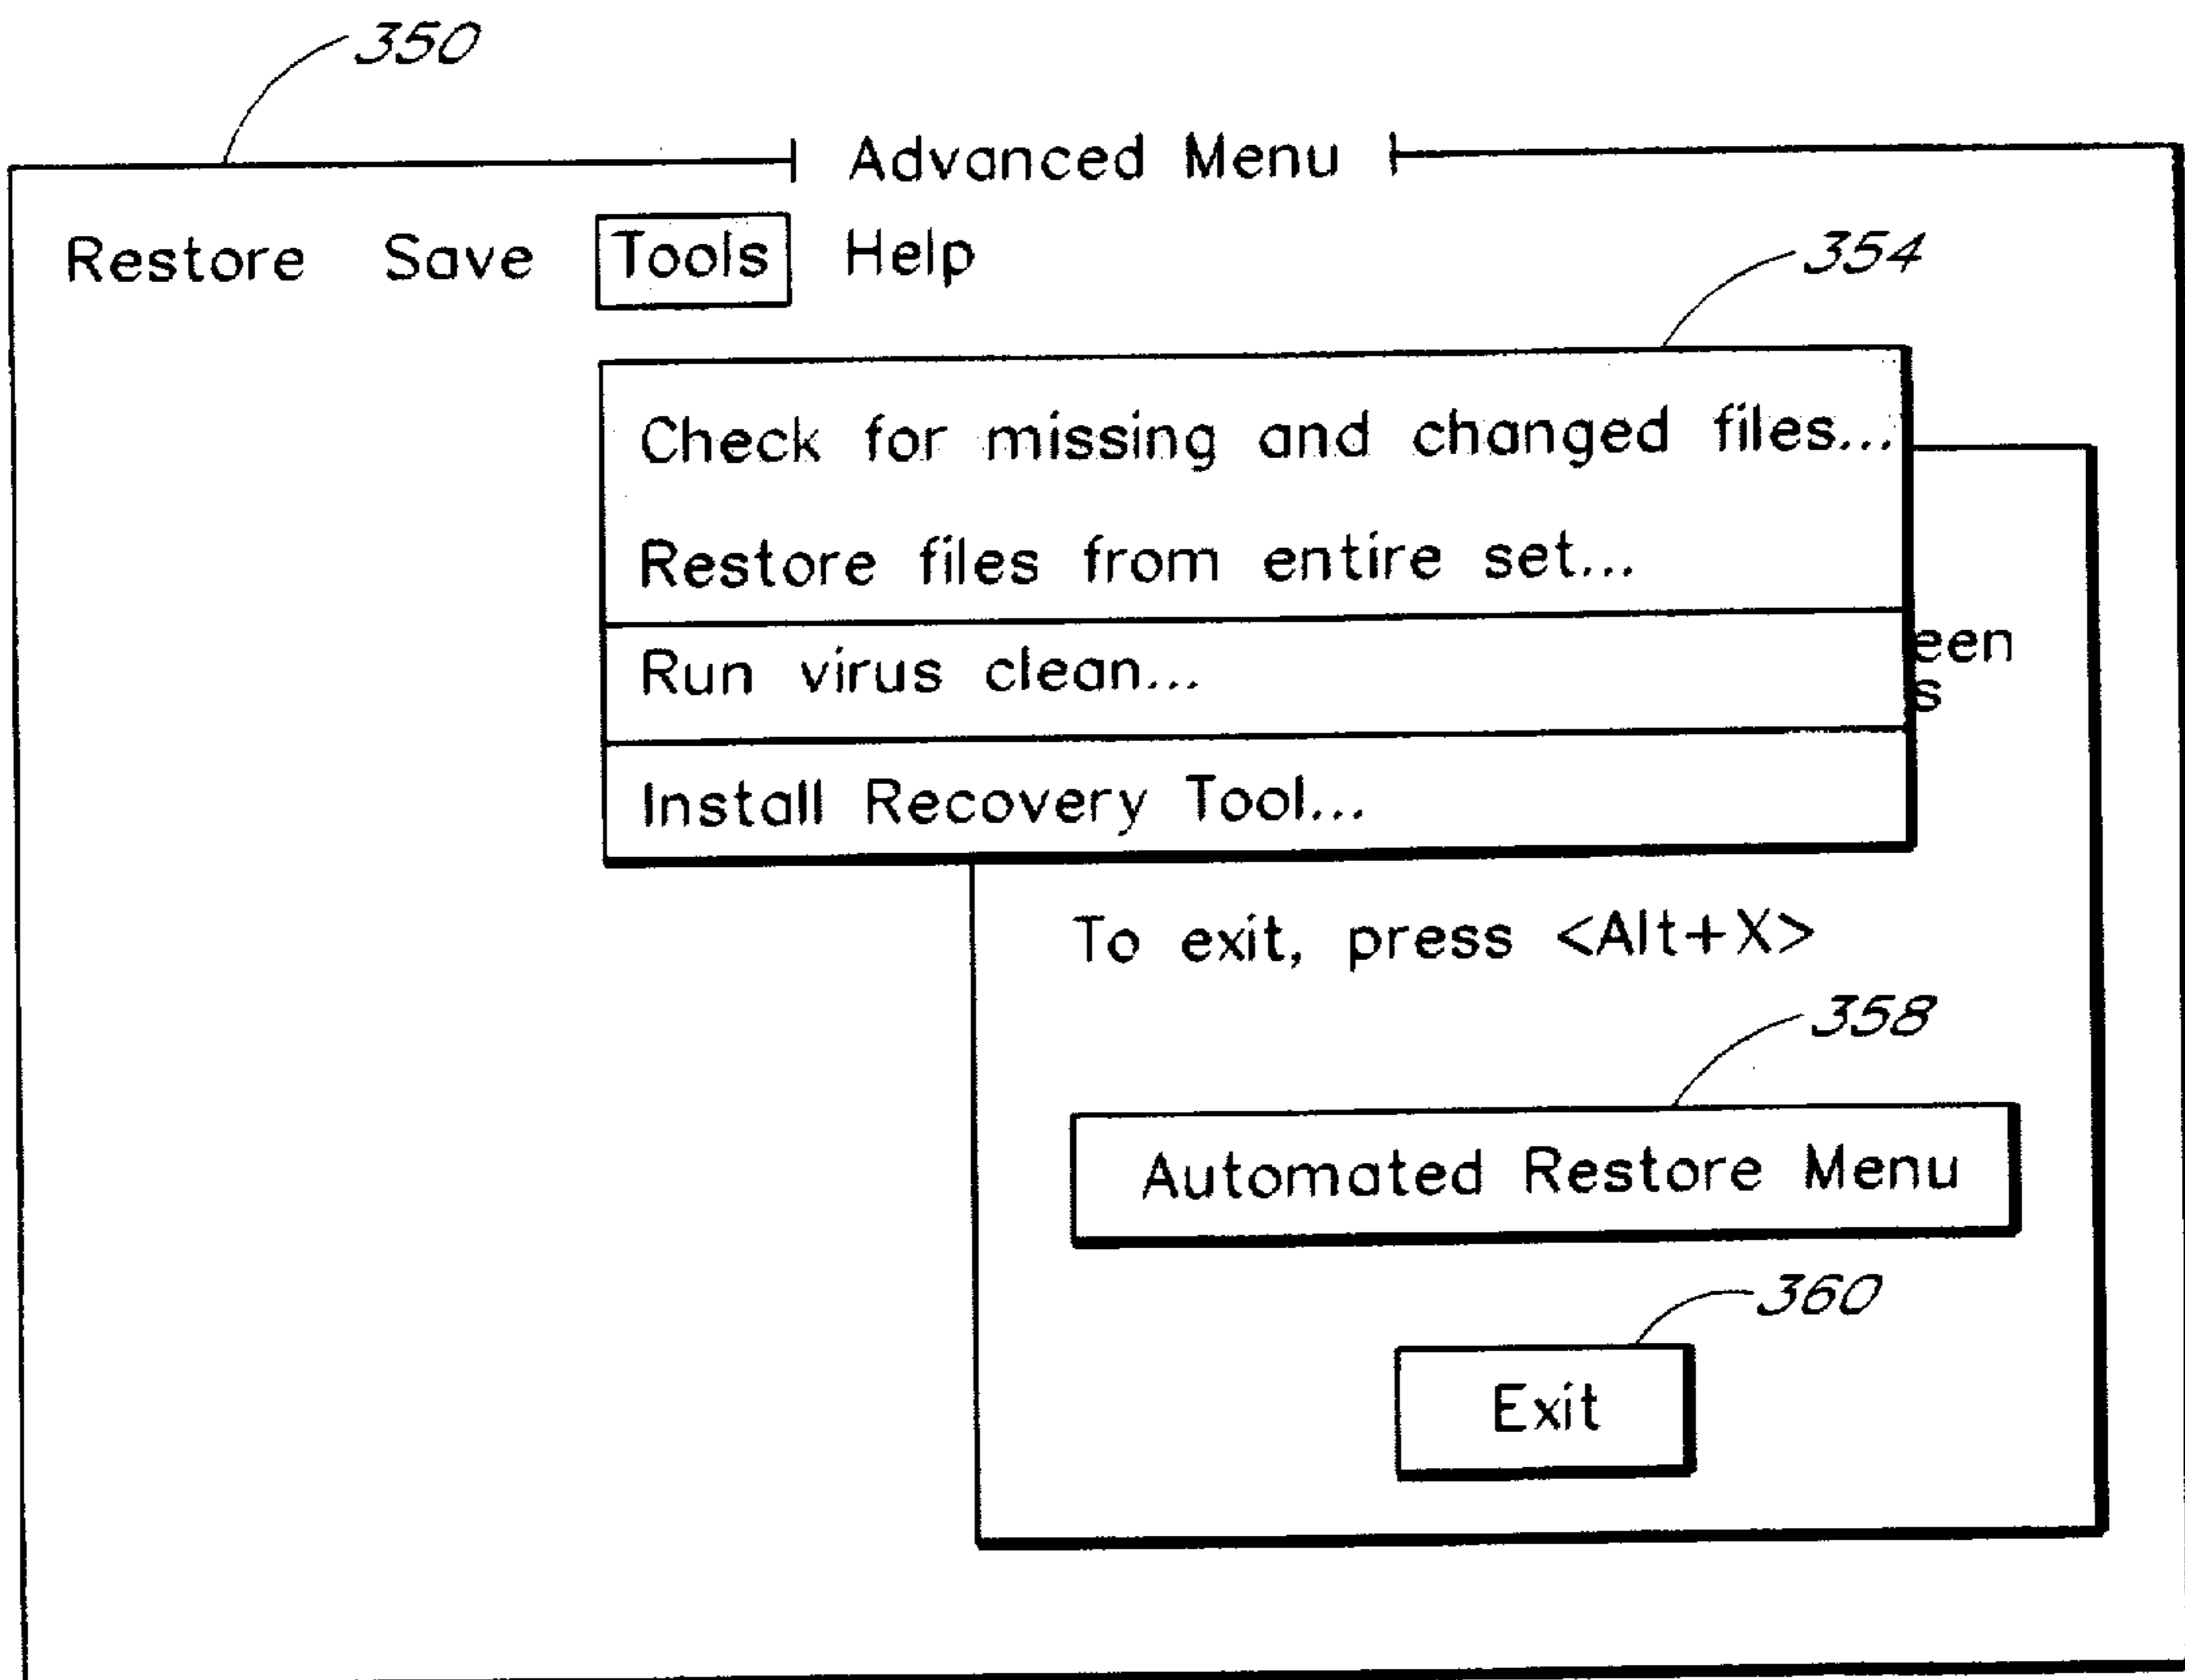 350
Advanced Menu
Restore Save Tools Help
354
Check for missing and changed files...
Restore files from entire set...
een
Run virus clean...
s
Install Recovery Tool...
To exit, press <Alt+X>
358
Automated Restore Menu
360
Exit